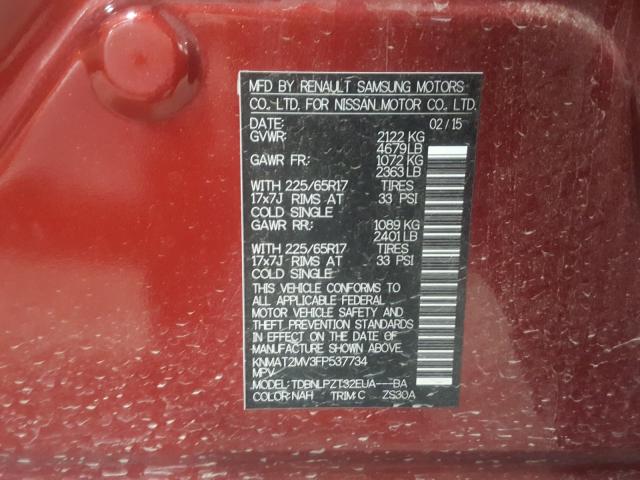 MFD BY RENAULT SAMSUNG MOTORS
CO., LTD. FOR NISSAN MOTOR CO., LTD.
DATE: 02/15
GVWR: 2122 KG
4679 LB
GAWR FR: 1072 KG
2363 LB
WITH 225/65R17 TIRES
17x7J RIMS AT 33 PSI
COLD SINGLE
GAWR RR: 1089 KG
2401 LB
WITH 225/65R17 TIRES
17x7J RIMS AT 33 PSI
COLD SINGLE
THIS VEHICLE CONFORMS TO
ALL APPLICABLE FEDERAL
MOTOR VEHICLE SAFETY AND
THEFT PREVENTION STANDARDS
IN EFFECT ON THE DATE OF
MANUFACTURE SHOWN ABOVE
KNMAT2MV3FP537734
MPV
MODEL: TDBNLPZT32EUA---BA
COLOR: NAH TRIM: C ZS30A